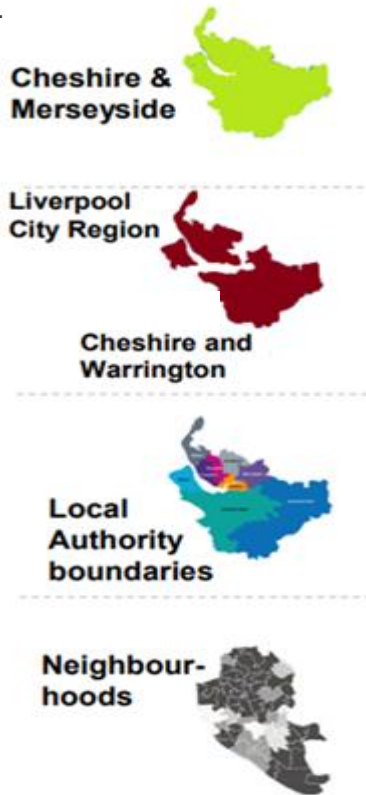 Cheshire &
Merseyside
Liverpool
City Region
Cheshire and
Warrington
Local
Authority
boundaries
Neighbour-
hoods